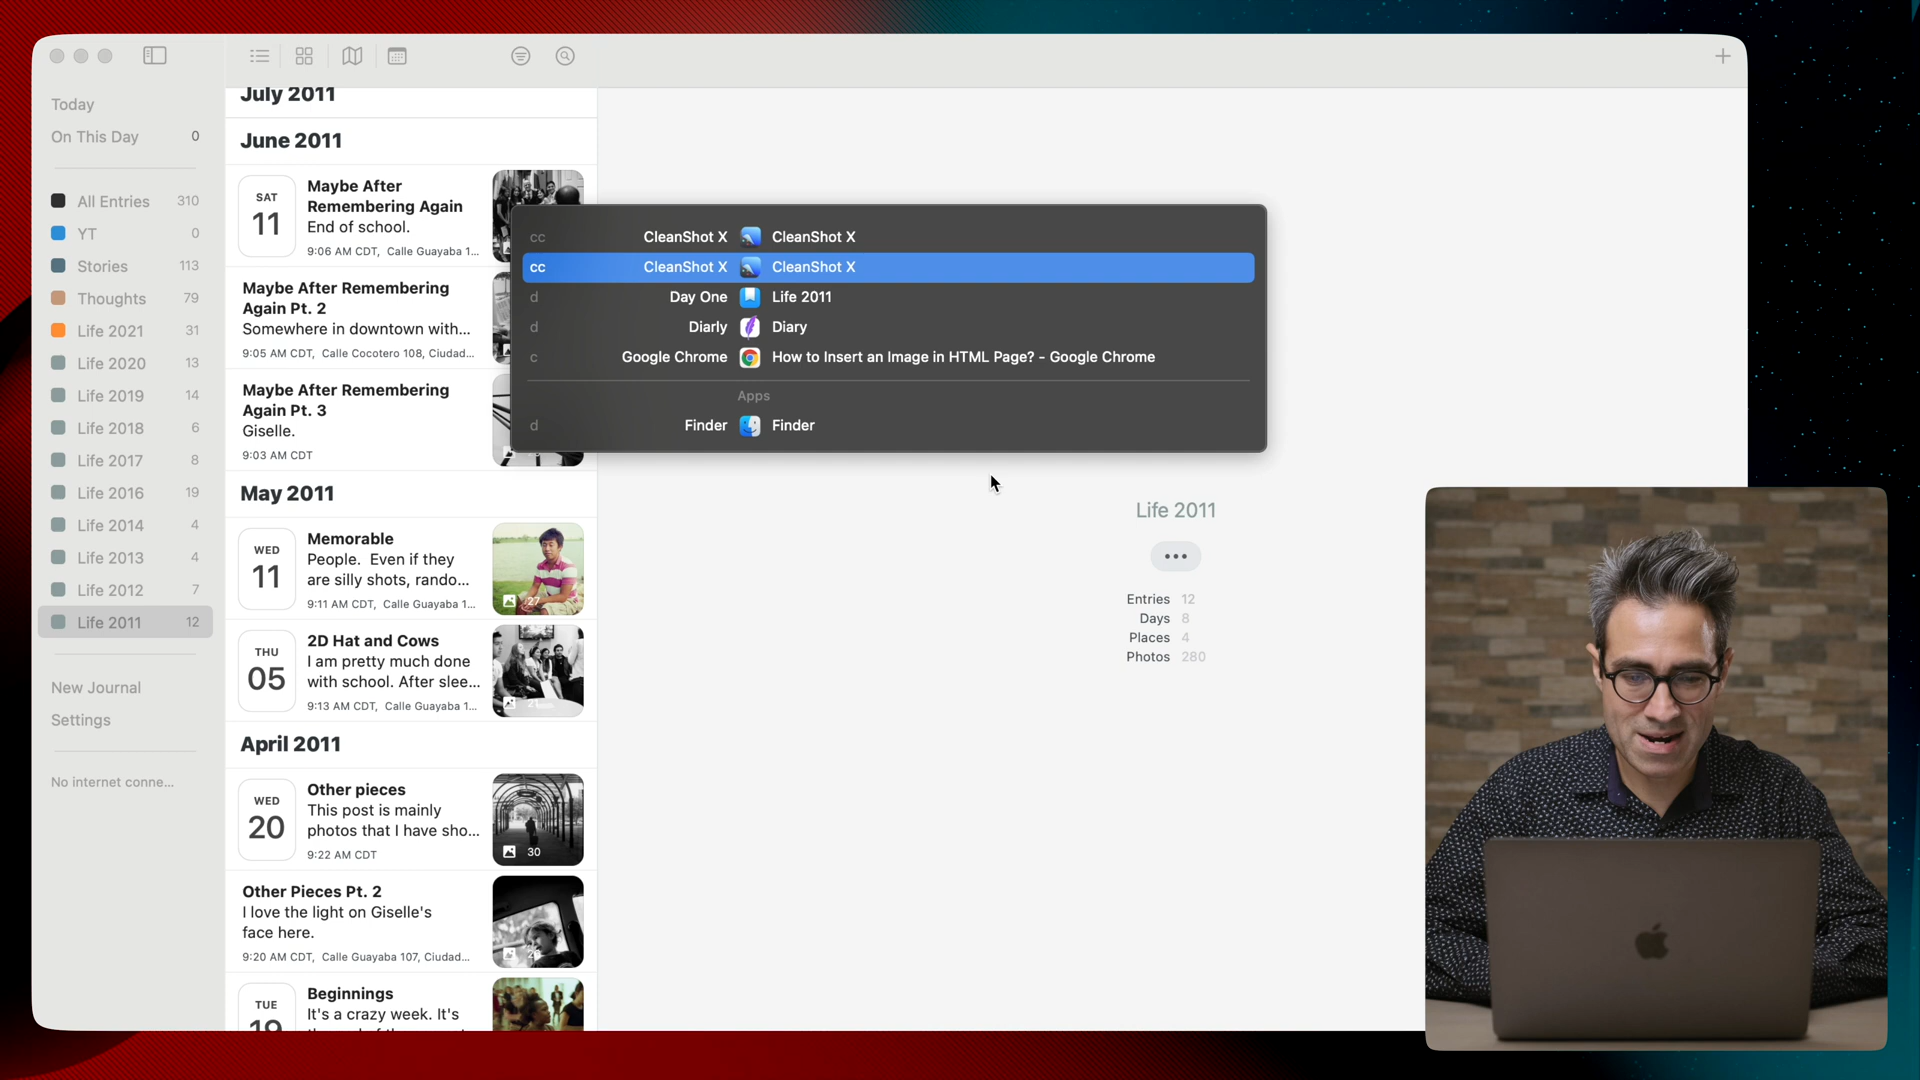 Today
On This Day 0
All Entries 310
YT 0
Stories 113
Thoughts 79
Life 2021 31
Life 2020 13
Life 2019 14
Life 2018 6
Life 2017 8
Life 2016 19
Life 2014 4
Life 2013 4
Life 2012 7
Life 2011 12
New Journal
Settings
No internet conne...
July 2011
June 2011
SAT
11
Maybe After
Remembering Again
End of school.
9:06 AM CDT, Calle Guayaba 1...
Maybe After Remembering
Again Pt. 2
Somewhere in downtown with...
9:05 AM CDT, Calle Cocotero 108, Ciudad...
Maybe After Remembering
Again Pt. 3
Giselle.
9:03 AM CDT
May 2011
WED
11
Memorable
People. Even if they
are silly shots, rando...
9:11 AM CDT, Calle Guayaba 1...
27
THU
05
2D Hat and Cows
I am pretty much done
with school. After slee...
9:13 AM CDT, Calle Guayaba 1...
21
April 2011
WED
20
Other pieces
This post is mainly
photos that I have sho...
9:22 AM CDT
30
Other Pieces Pt. 2
I love the light on Giselle's
face here.
9:20 AM CDT, Calle Guayaba 107, Ciudad...
TUE
19
Beginnings
It's a crazy week. It's
cc CleanShot X CleanShot X
cc CleanShot X CleanShot X
d Day One Life 2011
d Diarly Diary
c Google Chrome How to Insert an Image in HTML Page? - Google Chrome
Apps
d Finder Finder
Life 2011
Entries 12
Days 8
Places 4
Photos 280